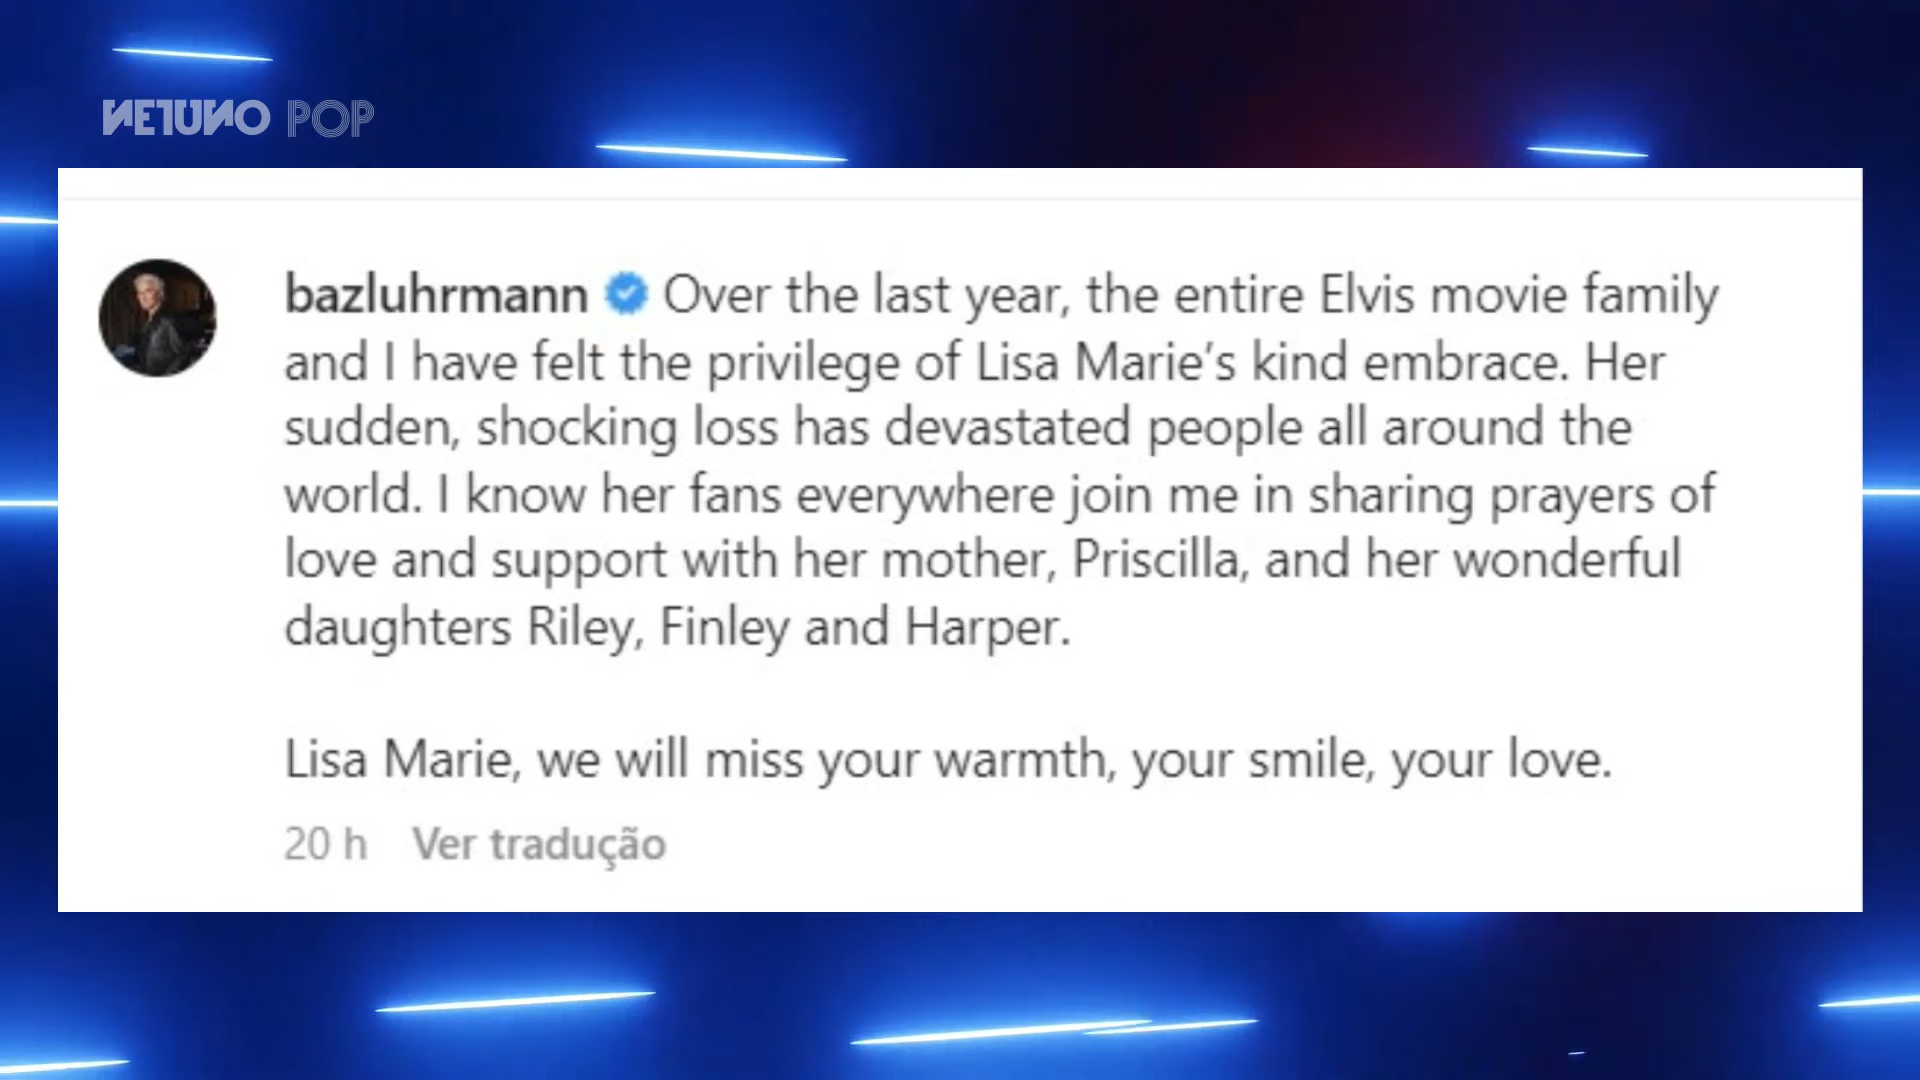 NETUNO POP
bazluhrmann Over the last year, the entire Elvis movie family
and I have felt the privilege of Lisa Marie’s kind embrace. Her
sudden, shocking loss has devastated people all around the
world. I know her fans everywhere join me in sharing prayers of
love and support with her mother, Priscilla, and her wonderful
daughters Riley, Finley and Harper.
Lisa Marie, we will miss your warmth, your smile, your love.
20 h Ver tradução